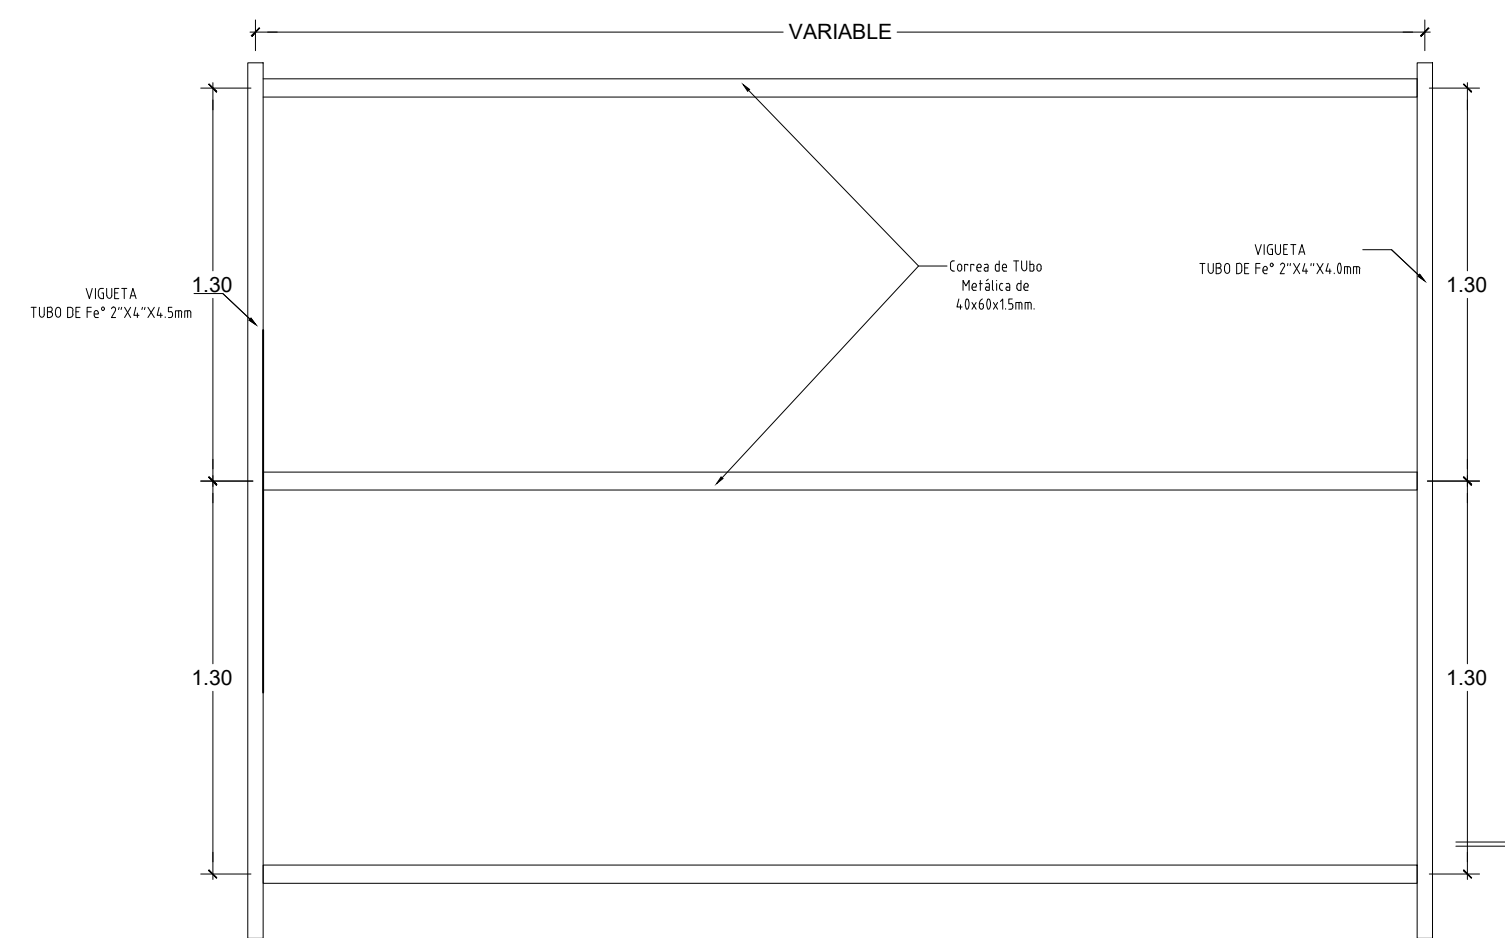 VARIABLE
1.30
1.30
VIGUETA
TUBO DE Fe° 2"X4"X4.5mm
Correa de TUbo
Metálica de
40x60x1.5mm.
VIGUETA
TUBO DE Fe° 2"X4"X4.0mm
1.30
1.30